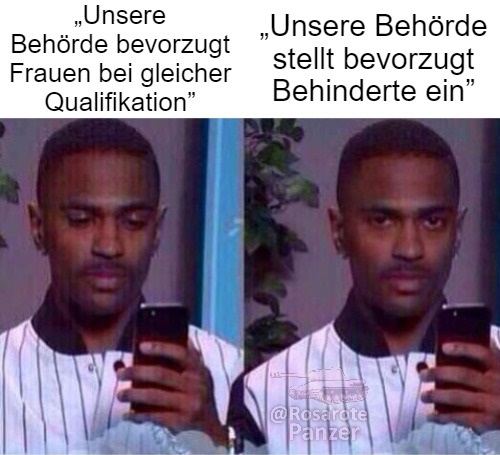 „Unsere
Behörde bevorzugt
Frauen bei gleicher
Qualifikation”
„Unsere Behörde
stellt bevorzugt
Behinderte ein”
@Rosarote
Panzer